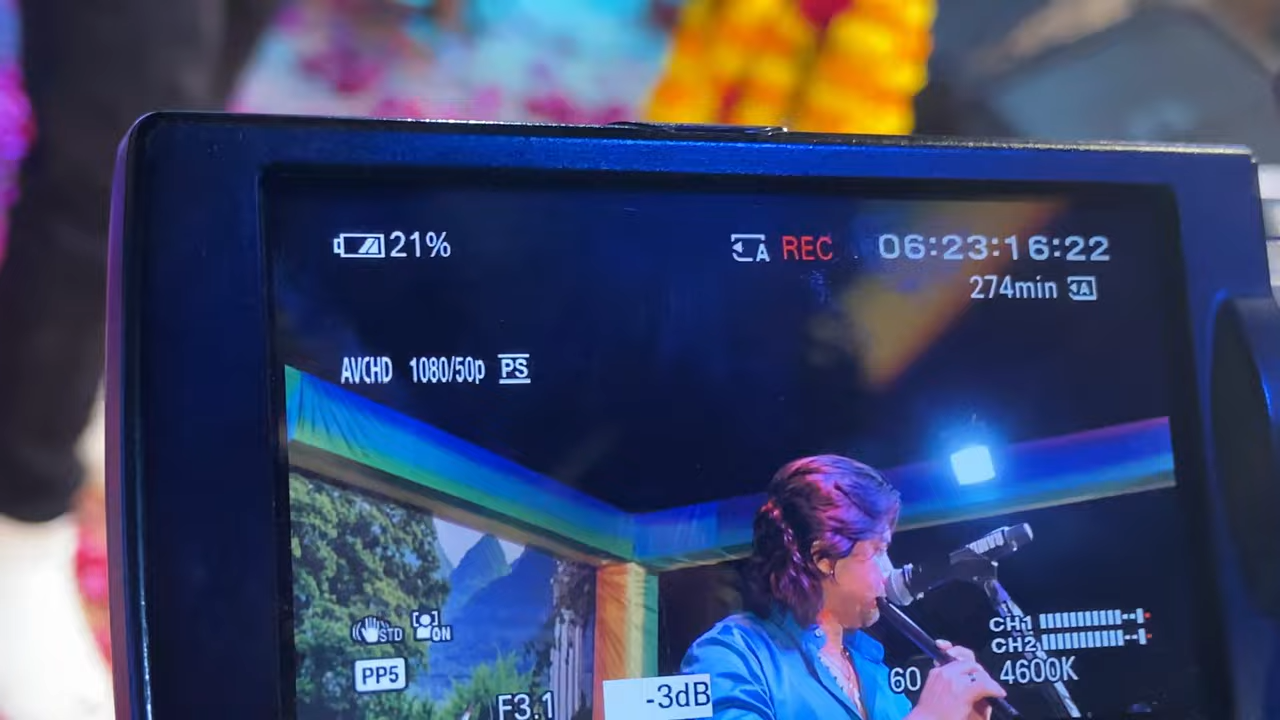 21% A REC 06:23:16:22
274min A
AVCHD 1080/50p PS
CH1
STD ON CH2
PP5 60 4600K
F3.1 -3dB